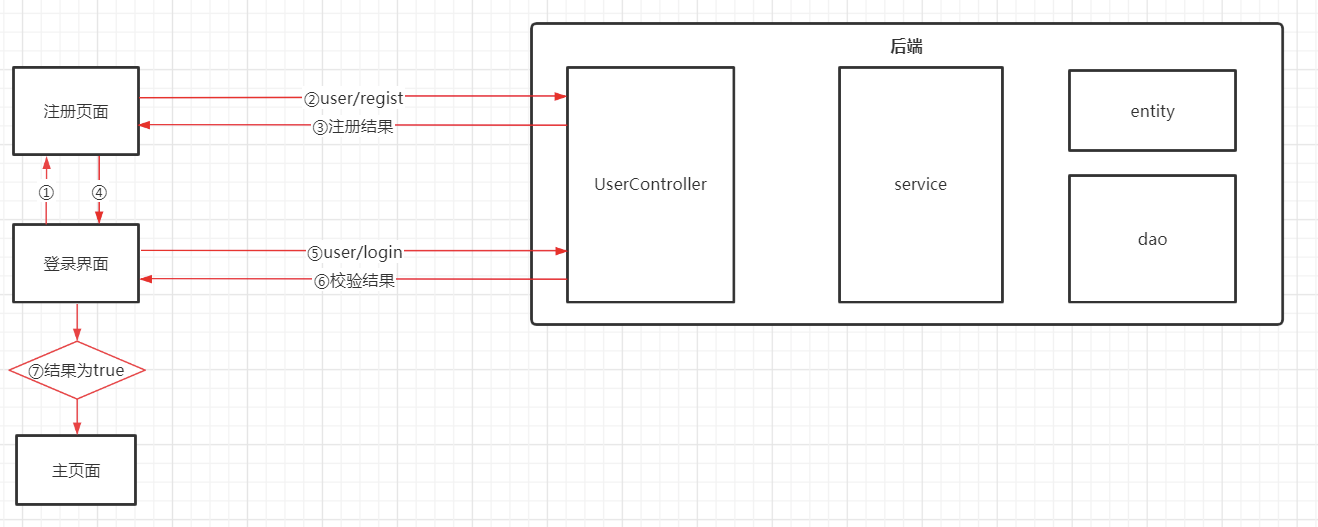 后端
注册页面
②user/regist
③注册结果
entity
UserController
service
①
④
dao
登录界面
⑤user/login
⑥校验结果
⑦结果为true
主页面